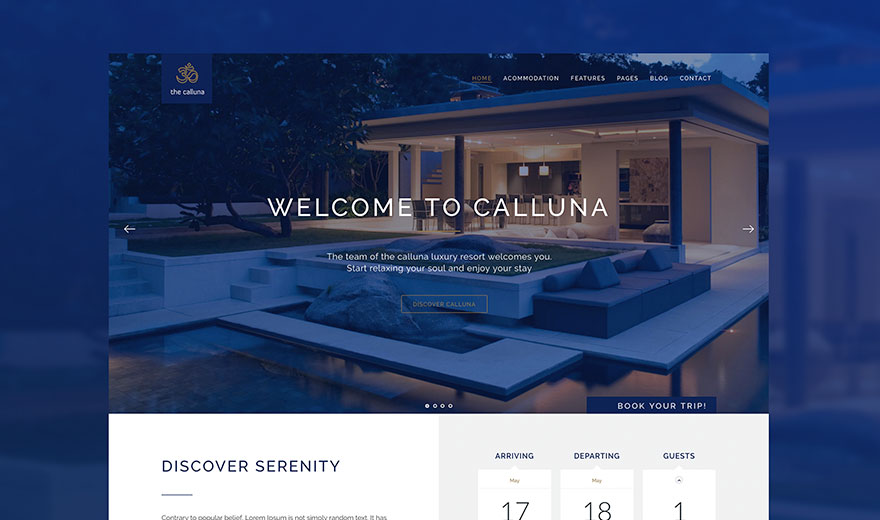 the calluna
HOME ACOMMODATION FEATURES PAGES BLOG CONTACT
WELCOME TO CALLUNA
The team of the calluna luxury resort welcomes you.
Start relaxing your soul and enjoy your stay
DISCOVER CALLUNA
BOOK YOUR TRIP!
DISCOVER SERENITY
Contrary to popular belief, Lorem Ipsum is not simply random text. It has
ARRIVING DEPARTING GUESTS
May May
17 18 1